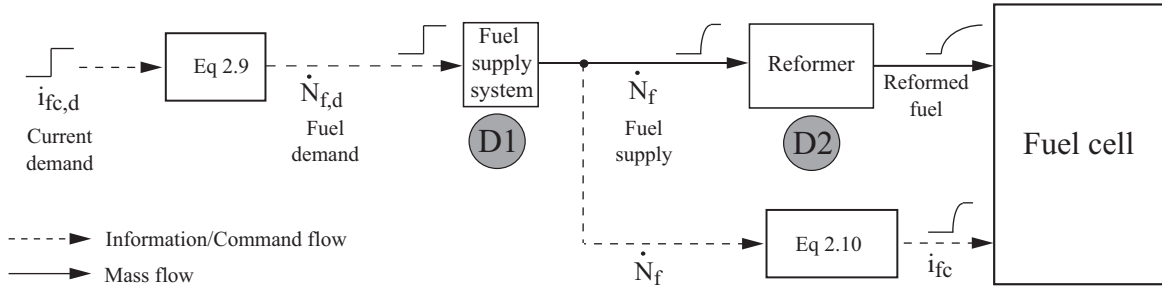 i_fc,d
Current
demand
Eq 2.9
Ṅ_f,d
Fuel
demand
Fuel
supply
system
D1
Ṅ_f
Fuel
supply
Reformer
D2
Reformed
fuel
Fuel cell
Eq 2.10
Ṅ_f
i_fc
Information/Command flow
Mass flow